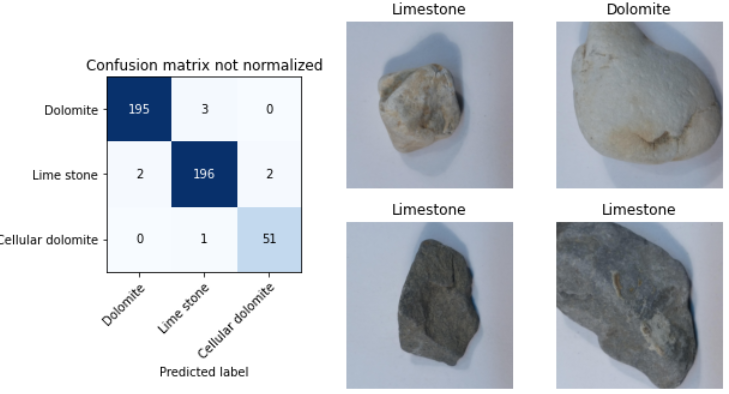 Confusion matrix not normalized
Dolomite 195 3 0
Lime stone 2 196 2
Cellular dolomite 0 1 51
Dolomite
Lime stone
Cellular dolomite
Predicted label
Limestone
Dolomite
Limestone
Limestone